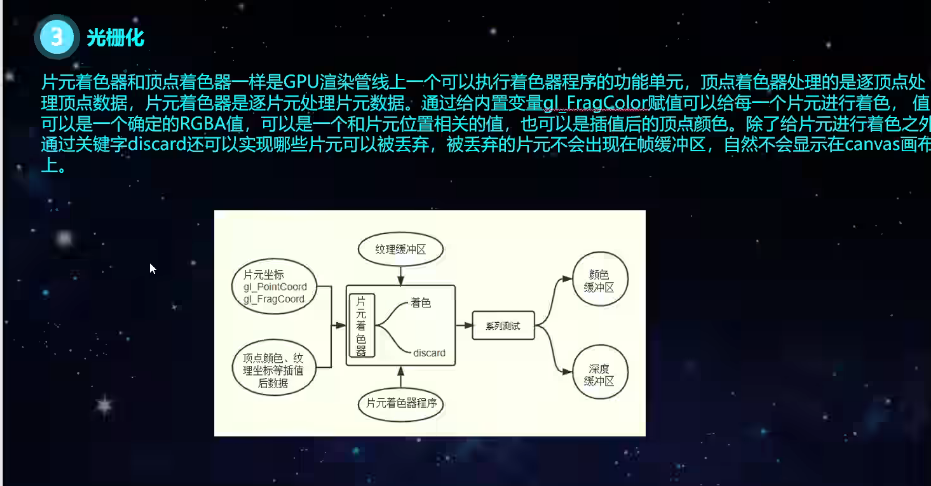 3 光栅化
片元着色器和顶点着色器一样是GPU渲染管线上一个可以执行着色器程序的功能单元，顶点着色器处理的是逐顶点处
理顶点数据，片元着色器是逐片元处理片元数据。通过给内置变量gl_FragColor赋值可以给每一个片元进行着色， 值
可以是一个确定的RGBA值，可以是一个和片元位置相关的值，也可以是插值后的顶点颜色。除了给片元进行着色之外
通过关键字discard还可以实现哪些片元可以被丢弃，被丢弃的片元不会出现在帧缓冲区，自然不会显示在canvas画布
上。
纹理缓冲区
片元坐标
gl_PointCoord
gl_FragCoord
顶点颜色、纹
理坐标等插值
后数据
片
元
着
色
器
着色
discard
片元着色器程序
系列测试
颜色
缓冲区
深度
缓冲区